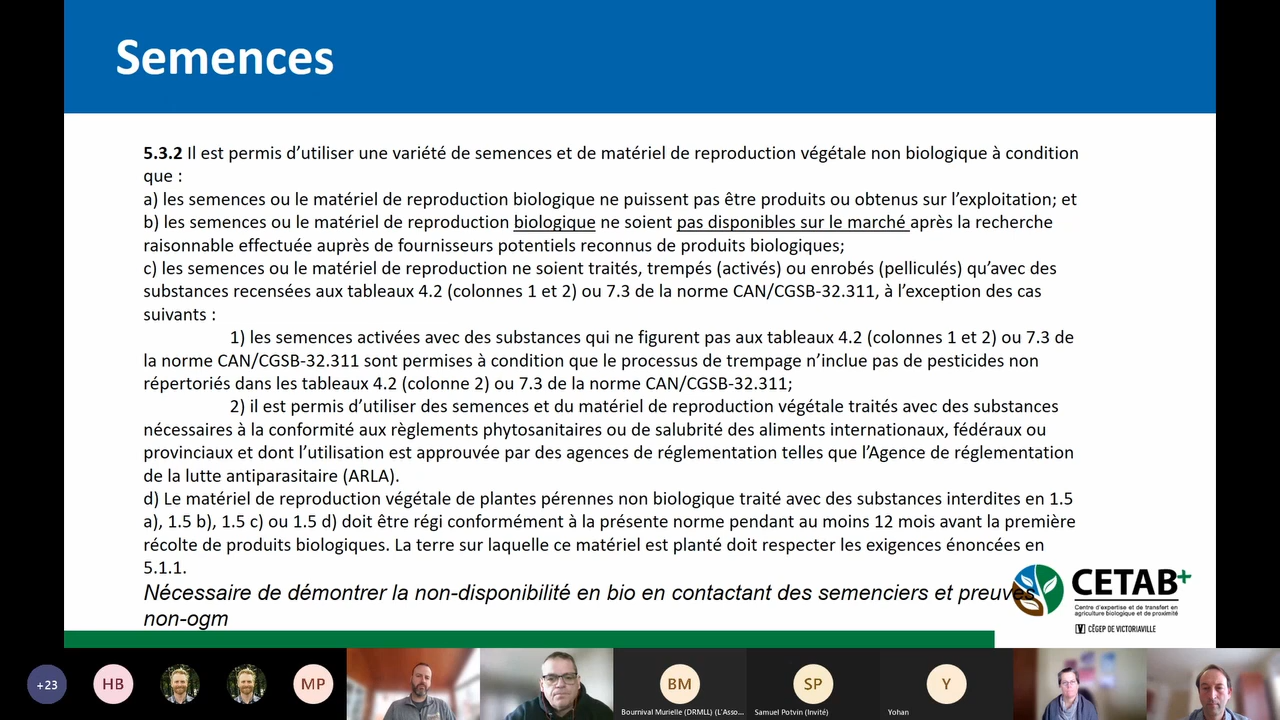 Semences
5.3.2 Il est permis d’utiliser une variété de semences et de matériel de reproduction végétale non biologique à condition
que :
a) les semences ou le matériel de reproduction biologique ne puissent pas être produits ou obtenus sur l’exploitation; et
b) les semences ou le matériel de reproduction biologique ne soient pas disponibles sur le marché après la recherche
raisonnable effectuée auprès de fournisseurs potentiels reconnus de produits biologiques;
c) les semences ou le matériel de reproduction ne soient traités, trempés (activés) ou enrobés (pelliculés) qu’avec des
substances recensées aux tableaux 4.2 (colonnes 1 et 2) ou 7.3 de la norme CAN/CGSB-32.311, à l’exception des cas
suivants :
1) les semences activées avec des substances qui ne figurent pas aux tableaux 4.2 (colonnes 1 et 2) ou 7.3 de
la norme CAN/CGSB-32.311 sont permises à condition que le processus de trempage n’inclue pas de pesticides non
répertoriés dans les tableaux 4.2 (colonne 2) ou 7.3 de la norme CAN/CGSB-32.311;
2) il est permis d’utiliser des semences et du matériel de reproduction végétale traités avec des substances
nécessaires à la conformité aux règlements phytosanitaires ou de salubrité des aliments internationaux, fédéraux ou
provinciaux et dont l’utilisation est approuvée par des agences de réglementation telles que l’Agence de réglementation
de la lutte antiparasitaire (ARLA).
d) Le matériel de reproduction végétale de plantes pérennes non biologique traité avec des substances interdites en 1.5
a), 1.5 b), 1.5 c) ou 1.5 d) doit être régi conformément à la présente norme pendant au moins 12 mois avant la première
récolte de produits biologiques. La terre sur laquelle ce matériel est planté doit respecter les exigences énoncées en
5.1.1.
Nécessaire de démontrer la non-disponibilité en bio en contactant des semenciers et preuves
non-ogm
CETAB+
Centre d’expertise et de transfert en
agriculture biologique et de proximité
CÉGEP DE VICTORIAVILLE
+23
HB
MP
BM
SP
Y
Bournival Murielle (DRMLL) (L'Asso...
Samuel Potvin (Invité)
Yohan